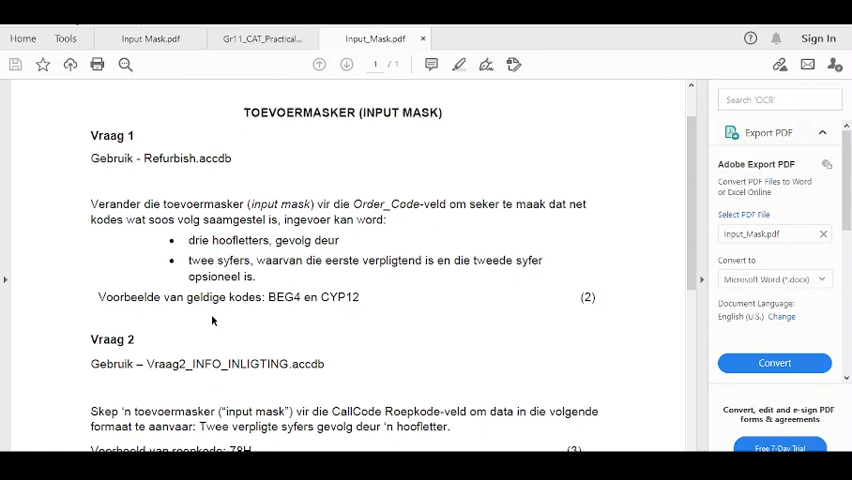 Home Tools Input Mask.pdf Gr11_CAT_Practical... Input_Mask.pdf × Sign In
1 / 1
TOEVOERMASKER (INPUT MASK)
Vraag 1
Gebruik - Refurbish.accdb
Verander die toevoermasker (input mask) vir die Order_Code-veld om seker te maak dat net
kodes wat soos volg saamgestel is, ingevoer kan word:
• drie hoofletters, gevolg deur
• twee syfers, waarvan die eerste verpligtend is en die tweede syfer
opsioneel is.
Voorbeelde van geldige kodes: BEG4 en CYP12 (2)
Vraag 2
Gebruik – Vraag2_INFO_INLIGTING.accdb
Skep ‘n toevoermasker (“input mask”) vir die CallCode Roepkode-veld om data in die volgende
formaat te aanvaar: Twee verpligte syfers gevolg deur ‘n hoofletter.
Voorbeeld van roepkode: 78H (3)
Search 'OCR'
Export PDF
Adobe Export PDF
Convert PDF Files to Word
or Excel Online
Select PDF File
Input_Mask.pdf
Convert to
Microsoft Word (*.docx)
Document Language:
English (U.S.) Change
Convert
Convert, edit and e-sign PDF
forms & agreements
Free 7-Day Trial